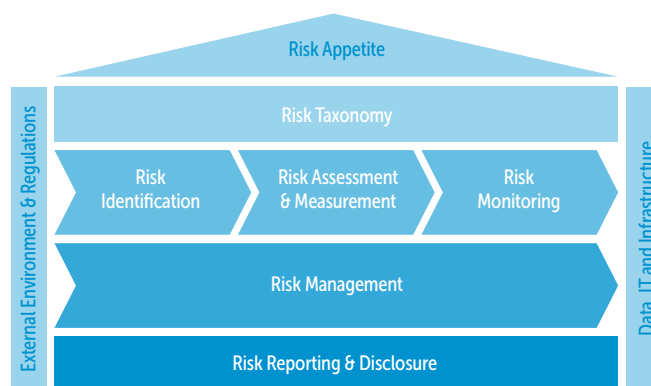 Risk Appetite
External Environment & Regulations
Risk Taxonomy
Risk
Identification
Risk Assessment
& Measurement
Risk
Monitoring
Risk Management
Risk Reporting & Disclosure
Data, IT and Infrastructure